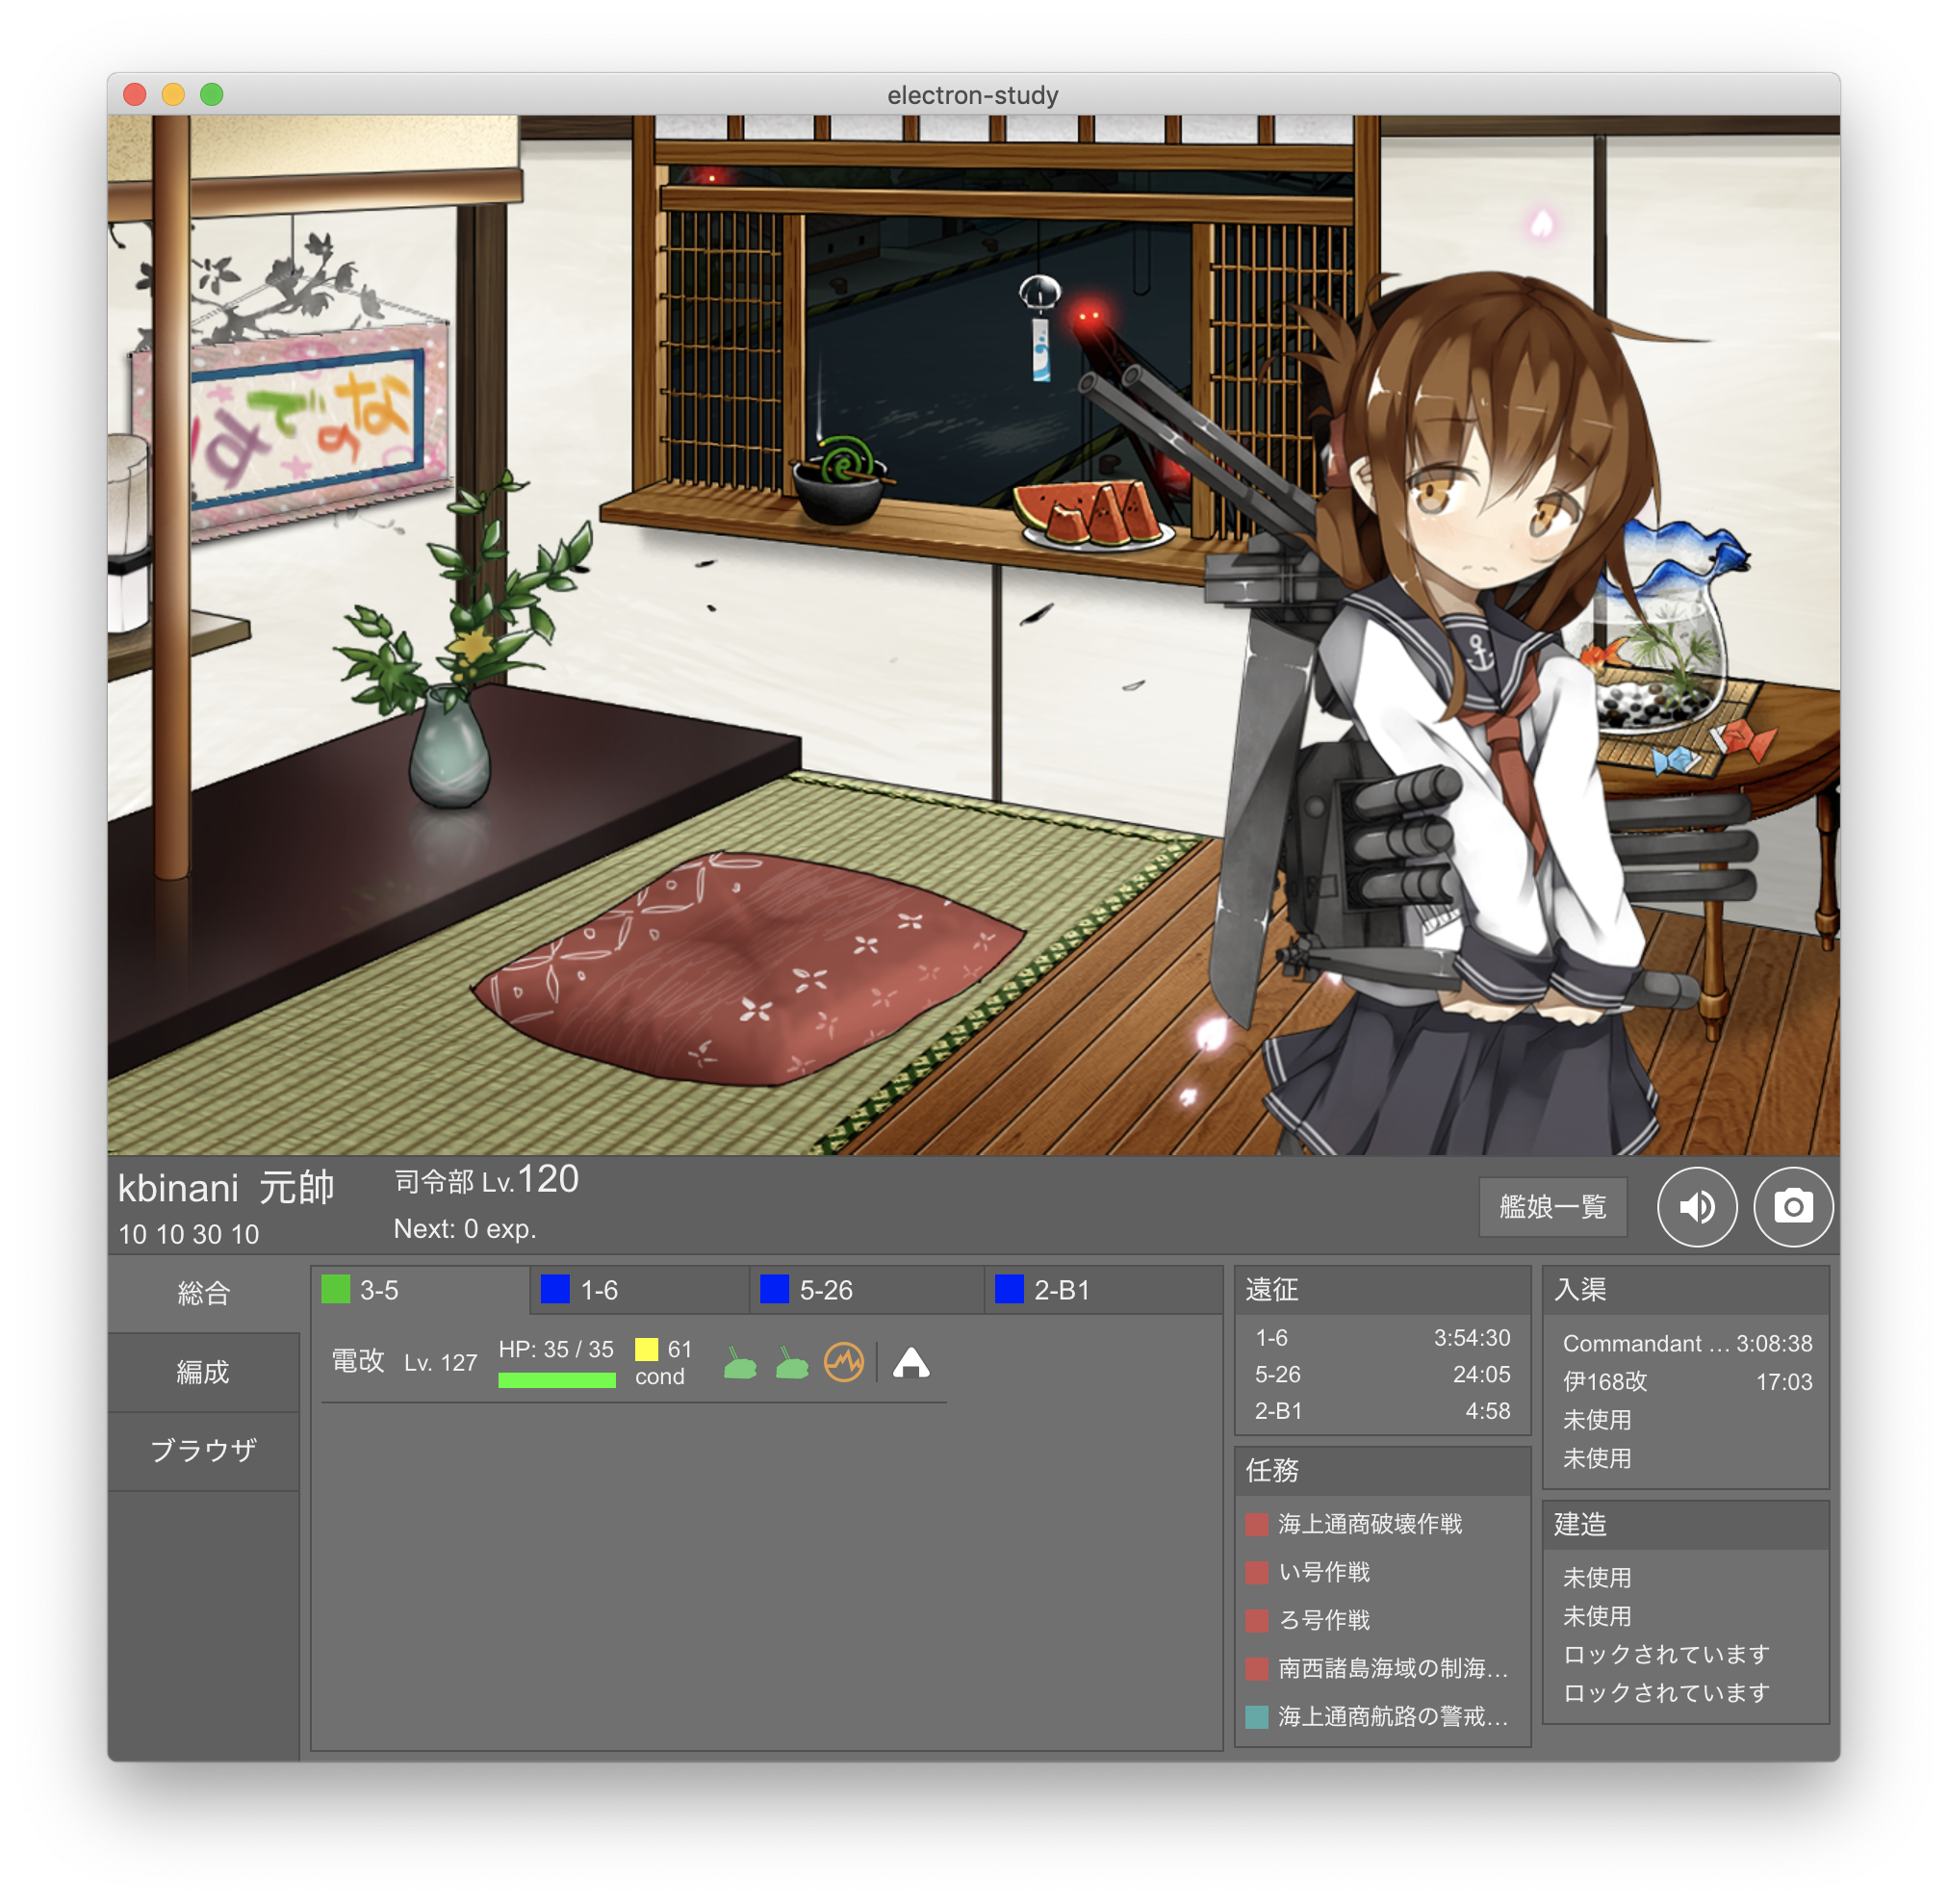 electron-study
なのです
kbinani 元帥
10 10 30 10
司令部 Lv.120
Next: 0 exp.
艦娘一覧
総合
編成
ブラウザ
3-5
1-6
5-26
2-B1
電改 Lv. 127 HP: 35 / 35 61
cond
遠征
1-6 3:54:30
5-26 24:05
2-B1 4:58
任務
海上通商破壊作戦
い号作戦
ろ号作戦
南西諸島海域の制海…
海上通商航路の警戒…
入渠
Commandant … 3:08:38
伊168改 17:03
未使用
未使用
建造
未使用
未使用
ロックされています
ロックされています